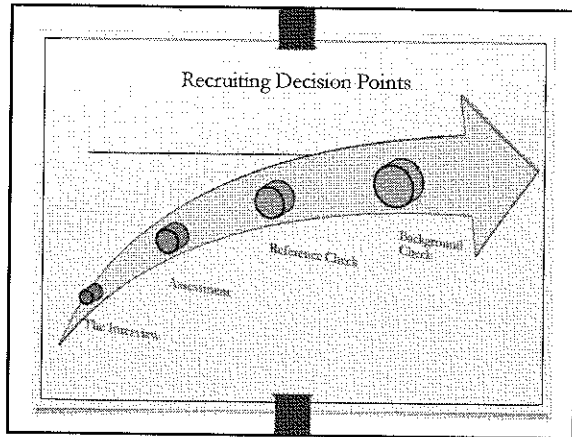 Recruiting Decision Points
Background
Check
Reference Check
Assessment
The Interview